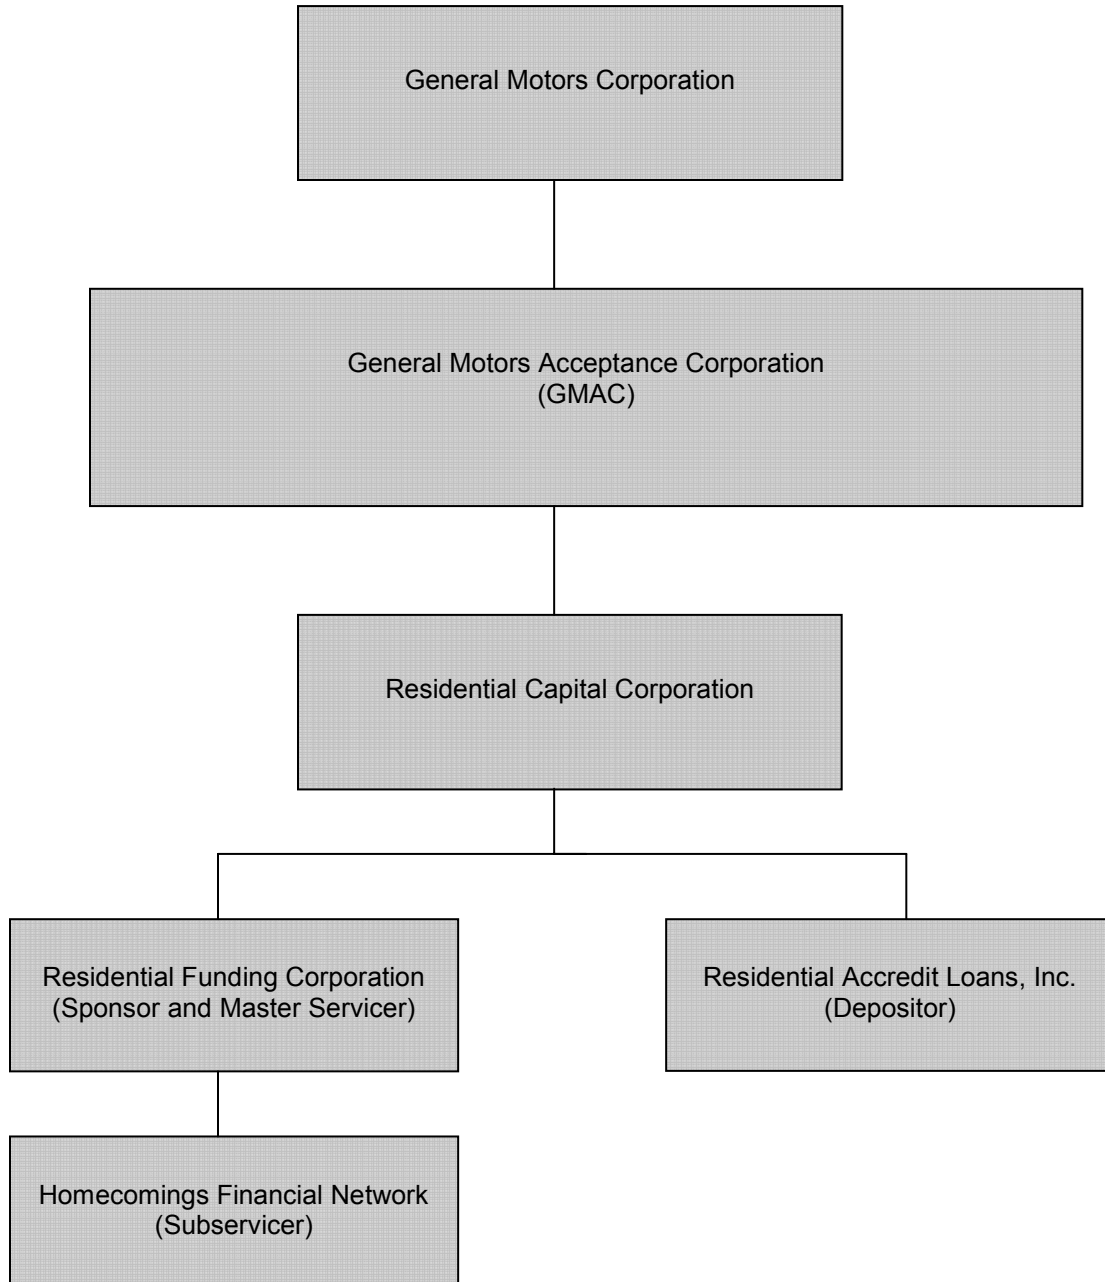 General Motors Corporation
General Motors Acceptance Corporation
(GMAC)
Residential Capital Corporation
Residential Funding Corporation
(Sponsor and Master Servicer)
Residential Accredit Loans, Inc.
(Depositor)
Homecomings Financial Network
(Subservicer)